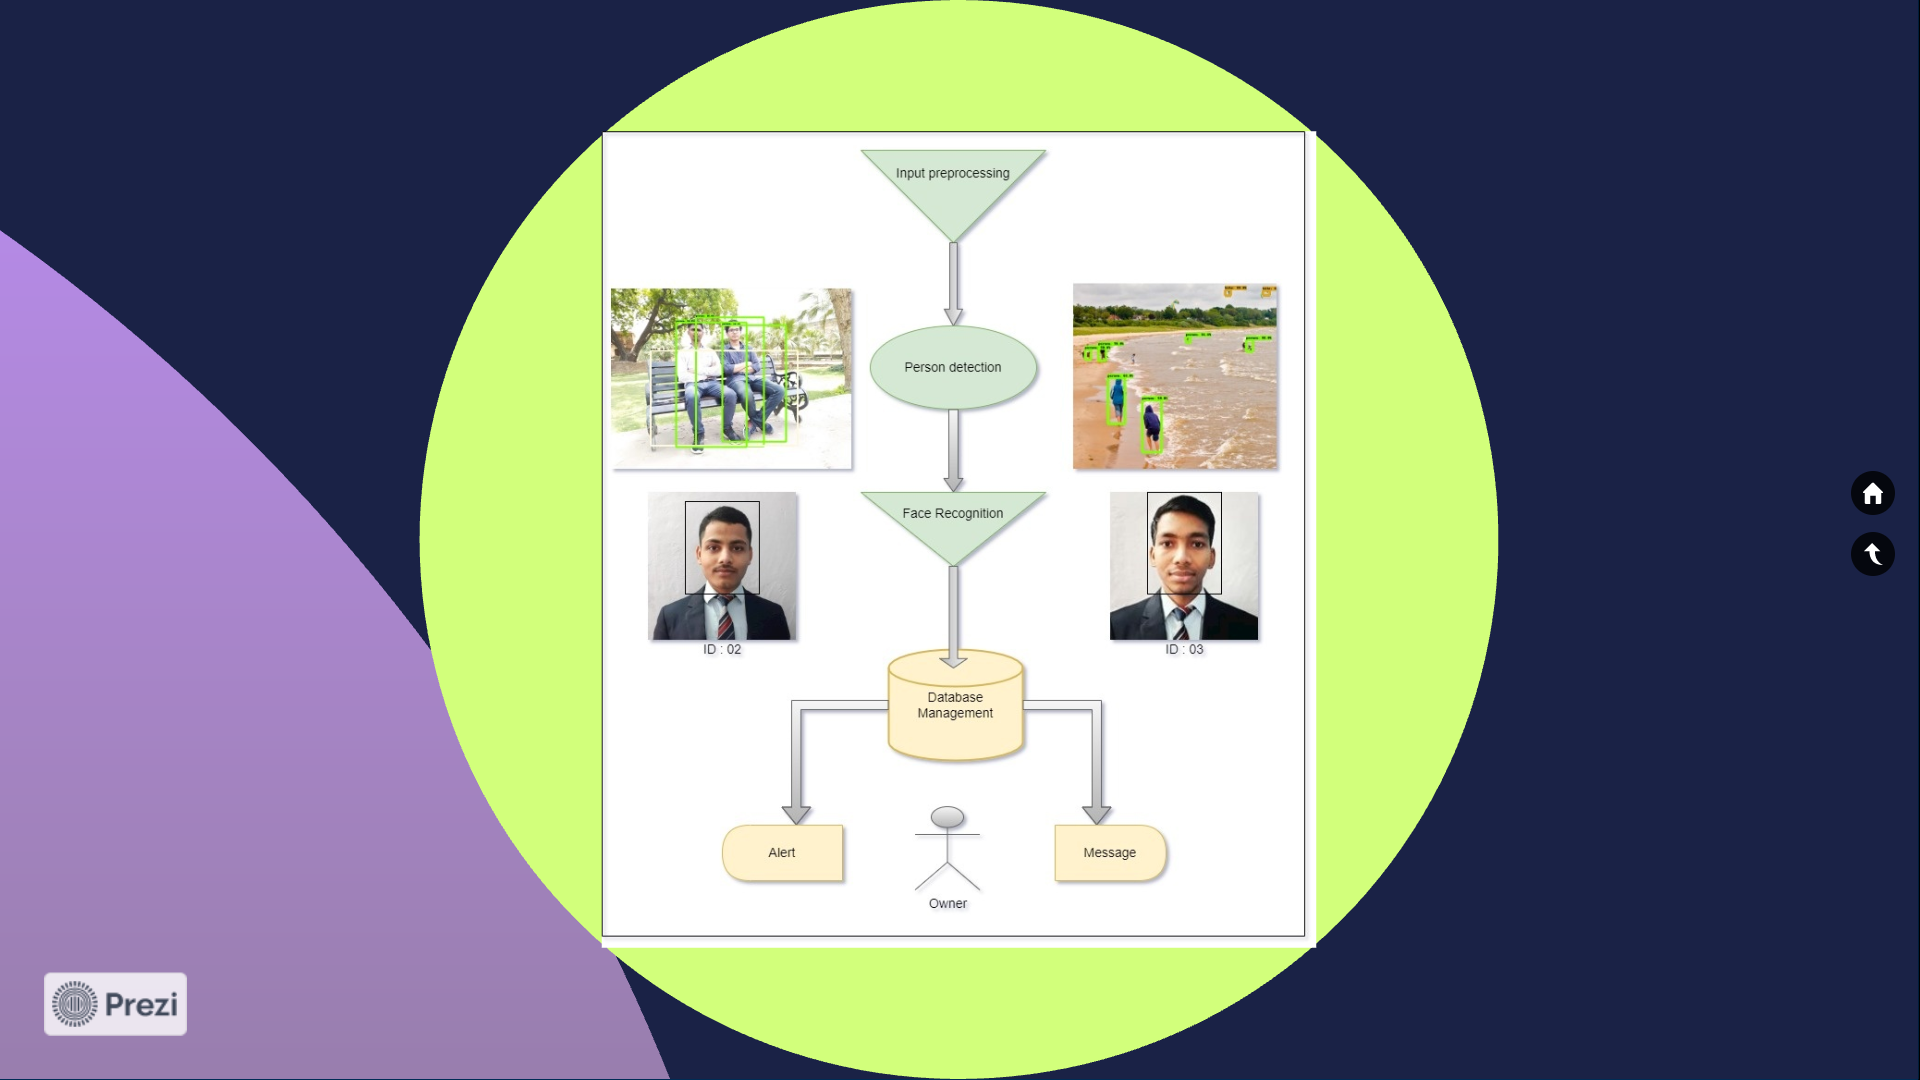 Input preprocessing
Person detection
Face Recognition
ID : 02
ID : 03
Database
Management
Alert
Message
Owner
Prezi